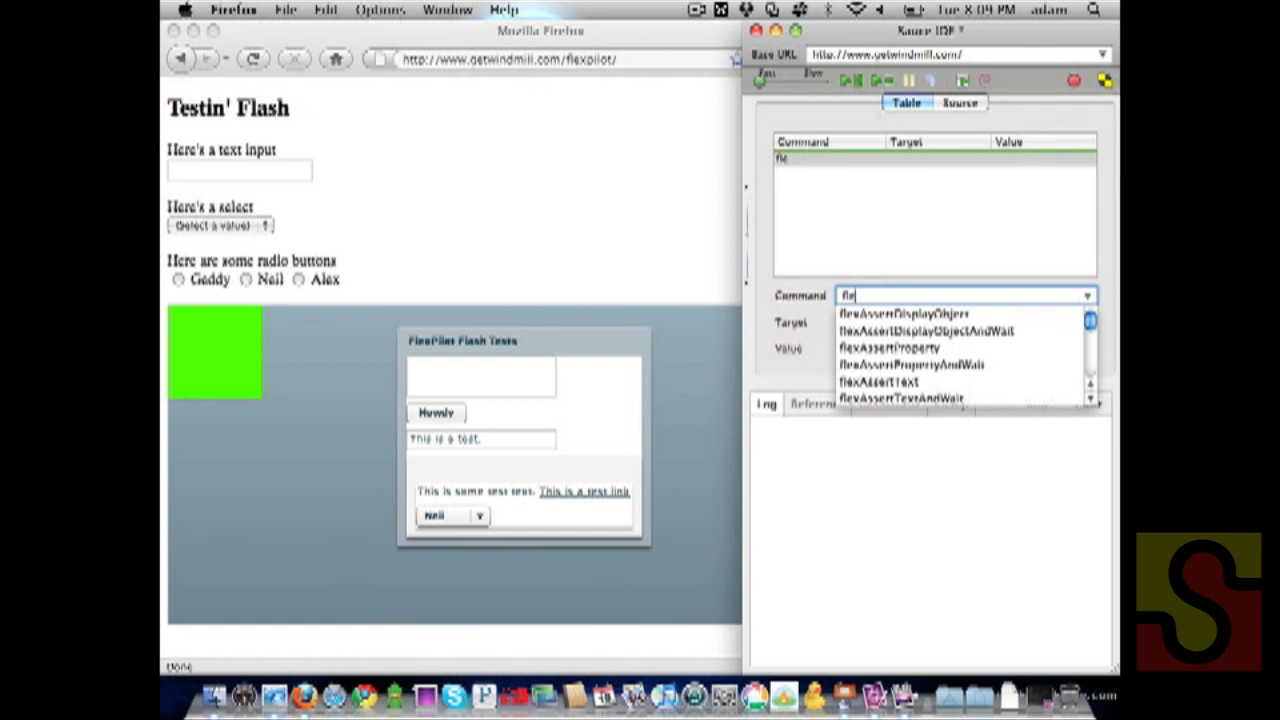 Firefox File Edit Options Window Help
Tue 8:09 PM adam
Mozilla Firefox
http://www.getwindmill.com/flexpilot/
Testin' Flash
Here's a text input
Here's a select
(Select a value)
Here are some radio buttons
Geddy Neil Alex
FlexPilot Flash Tests
Howdy
This is a test.
This is some test text. This is a test link
Neil
Done
Sauce IDE *
Base URL http://www.getwindmill.com/
Fast Slow
Table Source
Command Target Value
fle
Command fle
flexAssertDisplayObject
flexAssertDisplayObjectAndWait
flexAssertProperty
flexAssertPropertyAndWait
flexAssertText
flexAssertTextAndWait
Target
Value
Log Reference
S